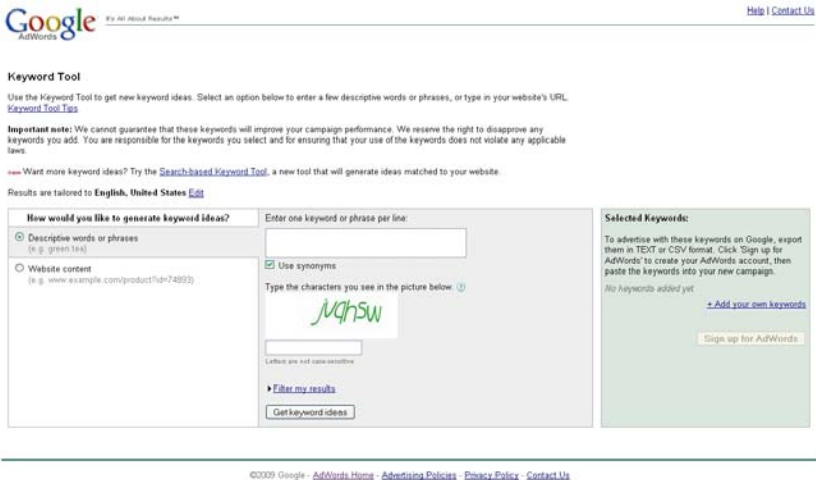 Google It's All About Results™ Help | Contact Us
AdWords
Keyword Tool
Use the Keyword Tool to get new keyword ideas. Select an option below to enter a few descriptive words or phrases, or type in your website's URL.
Keyword Tool Tips
Important note: We cannot guarantee that these keywords will improve your campaign performance. We reserve the right to disapprove any
keywords you add. You are responsible for the keywords you select and for ensuring that your use of the keywords does not violate any applicable
laws.
Want more keyword ideas? Try the Search-based Keyword Tool, a new tool that will generate ideas matched to your website.
Results are tailored to English, United States Edit
How would you like to generate keyword ideas?
Descriptive words or phrases
(e.g. green tea)
Website content
(e.g. www.example.com/product?id=74893)
Enter one keyword or phrase per line:
Use synonyms
Type the characters you see in the picture below.
juqhsw
Letters are not case-sensitive
Filter my results
Get keyword ideas
Selected Keywords:
To advertise with these keywords on Google, export
them in TEXT or CSV format. Click 'Sign up for
AdWords' to create your AdWords account, then
paste the keywords into your new campaign.
No keywords added yet
+ Add your own keywords
Sign up for AdWords
©2009 Google - AdWords Home - Advertising Policies - Privacy Policy - Contact Us